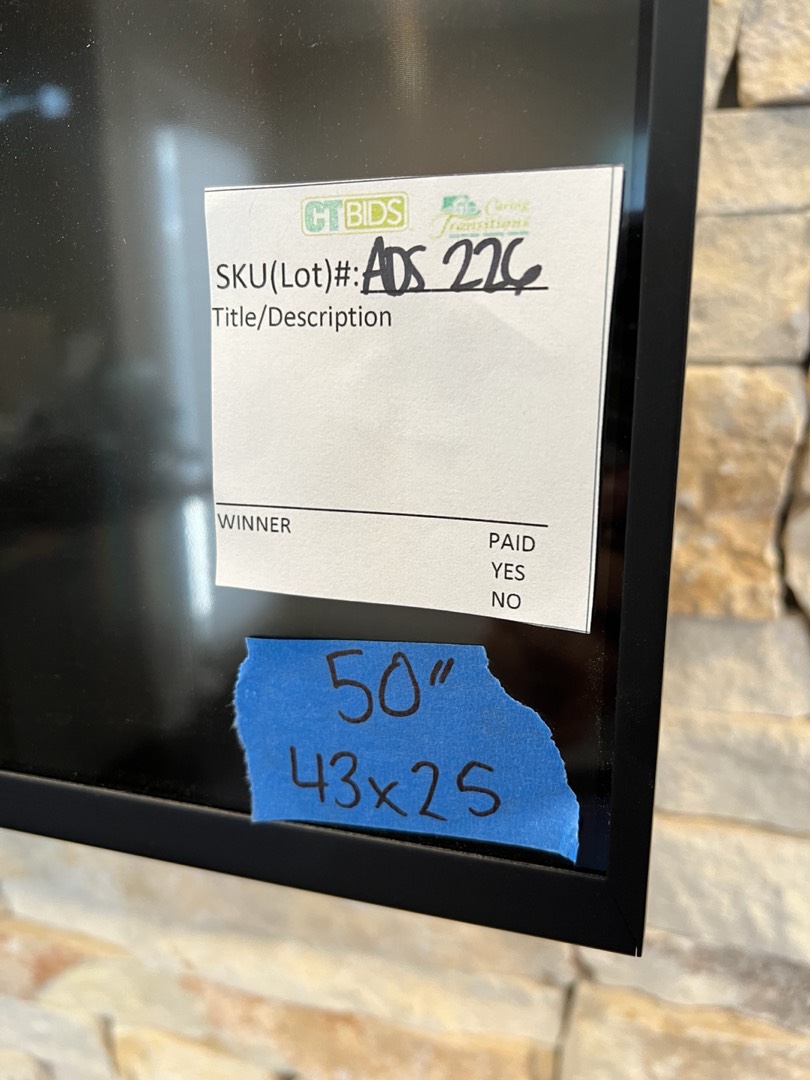 CTBIDS
Caring
Transitions
SKU(Lot)#: ADS 226
Title/Description
WINNER
PAID
YES
NO
50"
43x25